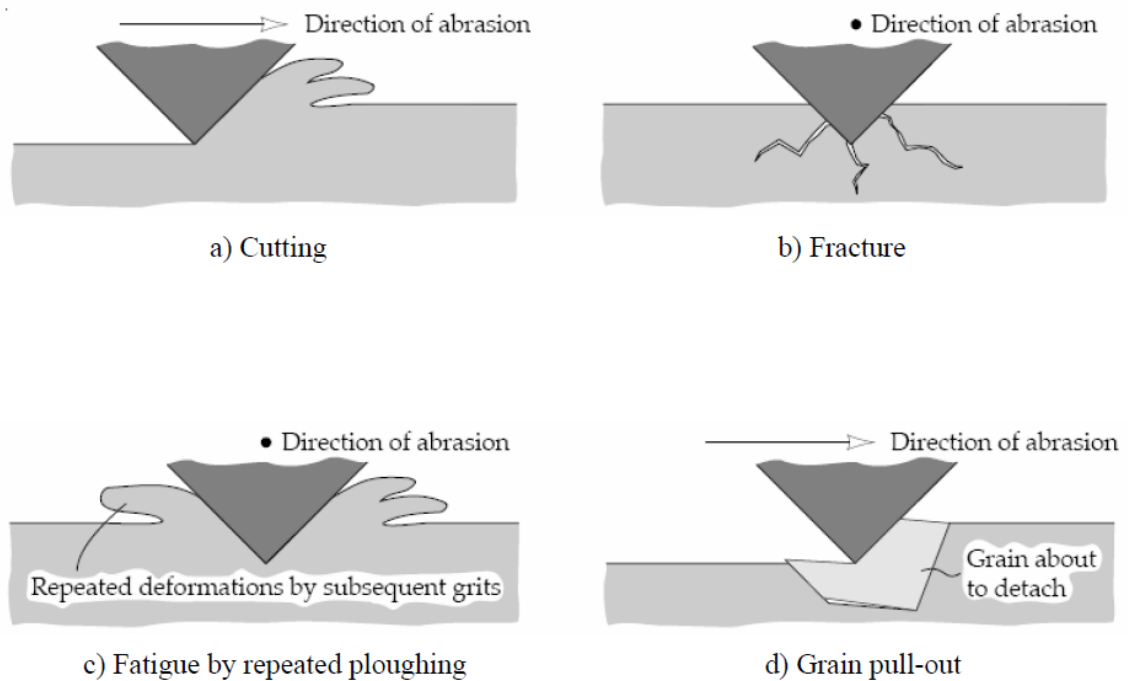 Direction of abrasion
Direction of abrasion
a) Cutting
b) Fracture
Direction of abrasion
Direction of abrasion
Repeated deformations by subsequent grits
Grain about
to detach
c) Fatigue by repeated ploughing
d) Grain pull-out